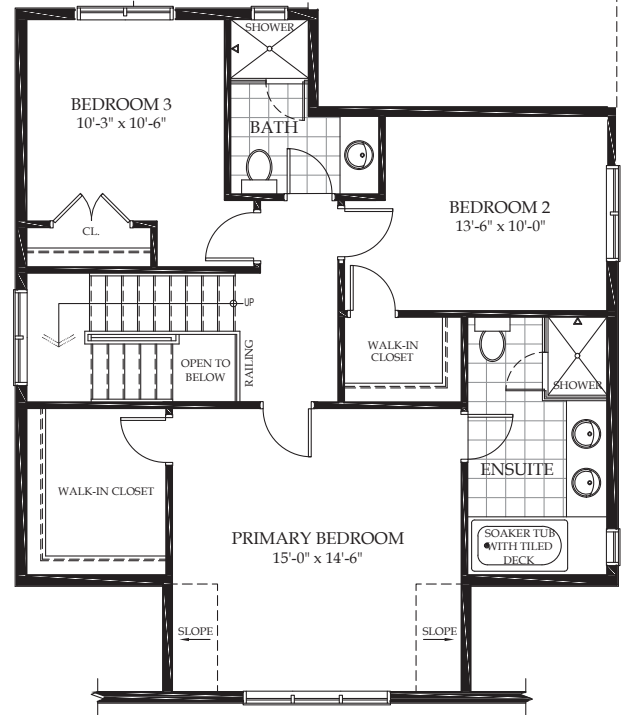 SHOWER
BEDROOM 3
10'-3" x 10'-6"
BATH
BEDROOM 2
13'-6" x 10'-0"
CL.
UP
RAILING
OPEN TO
BELOW
WALK-IN
CLOSET
SHOWER
ENSUITE
WALK-IN CLOSET
PRIMARY BEDROOM
15'-0" x 14'-6"
SOAKER TUB
WITH TILED
DECK
SLOPE
SLOPE